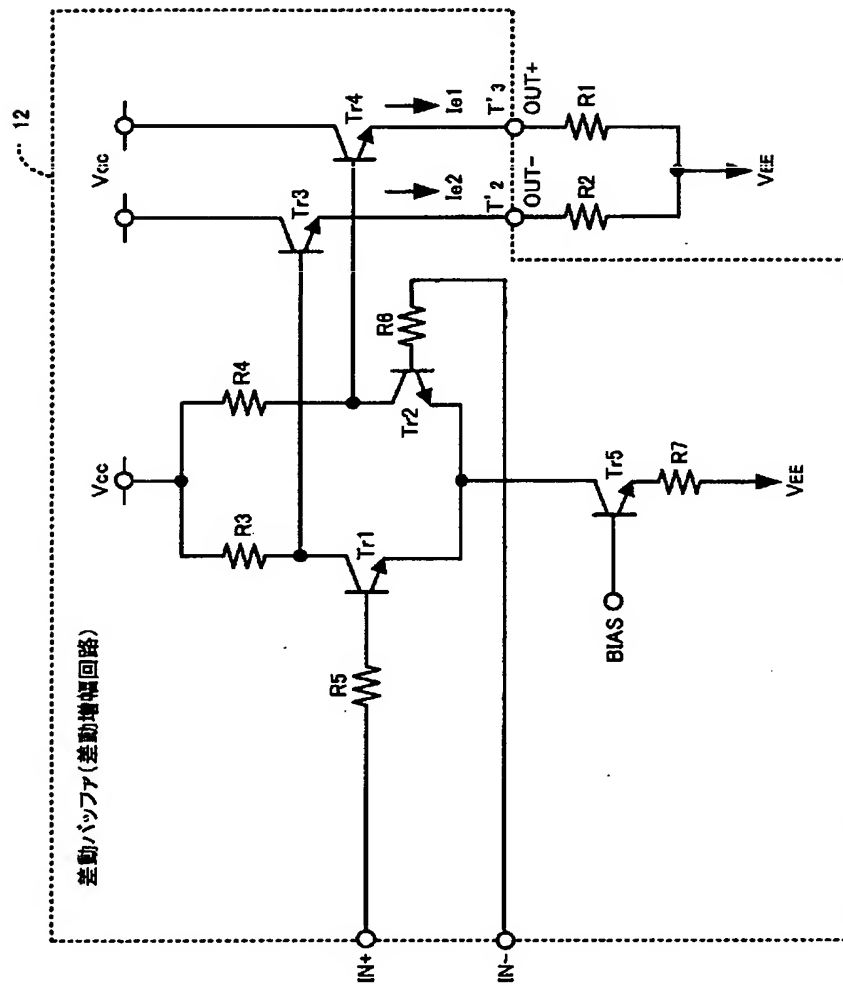 12
差動バッファ(差動増幅回路)
Vcc
Vcc
R3
R4
Tr3
Tr4
Ie2
Ie1
T'2
T'3
OUT-
OUT+
R2
R1
VEE
R5
Tr1
Tr2
R6
IN+
IN-
BIAS
Tr5
R7
VEE